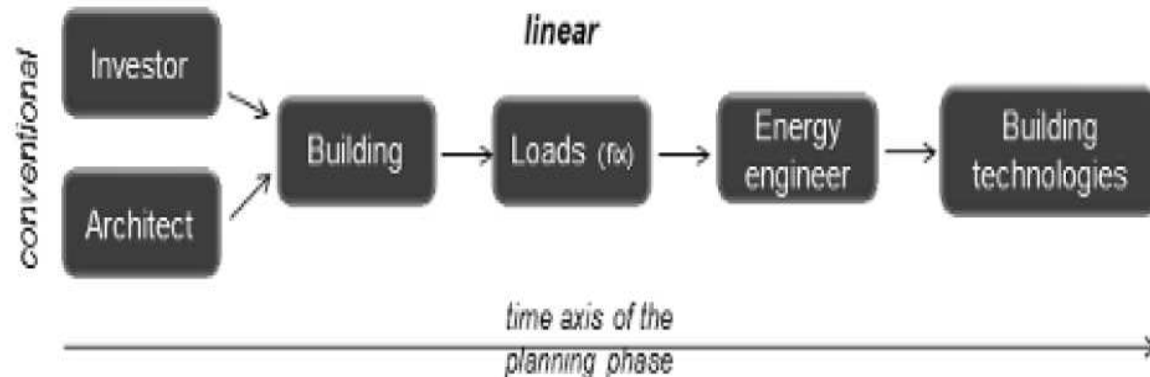 linear
conventional
Investor
Architect
Building
Loads (fix)
Energy
engineer
Building
technologies
time axis of the
planning phase